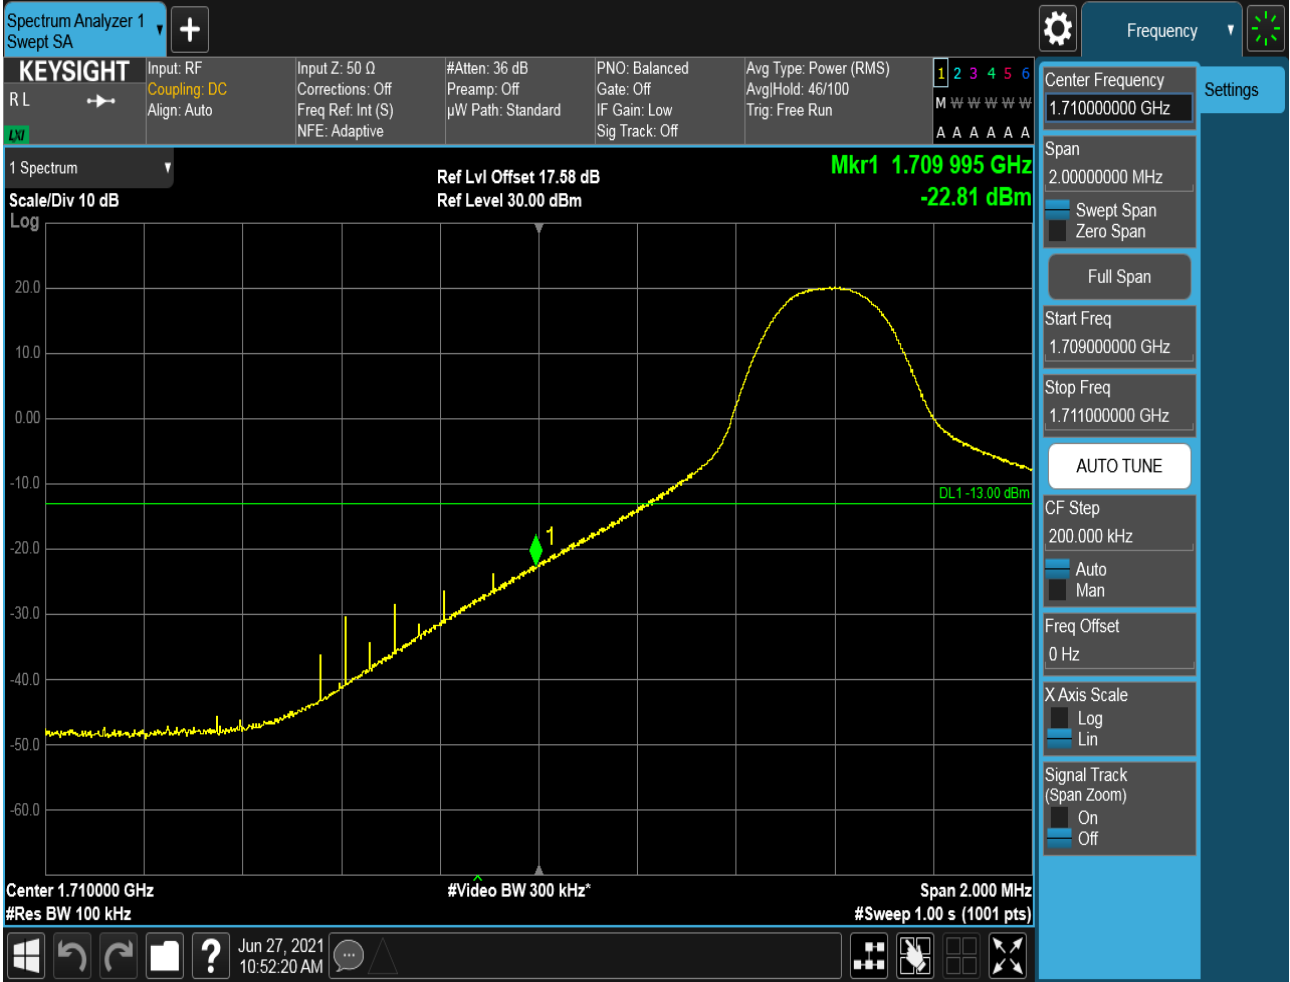 Spectrum Analyzer 1
Swept SA
Frequency
KEYSIGHT
R L
LXI
Input: RF
Coupling: DC
Align: Auto
Input Z: 50 Ω
Corrections: Off
Freq Ref: Int (S)
NFE: Adaptive
#Atten: 36 dB
Preamp: Off
µW Path: Standard
PNO: Balanced
Gate: Off
IF Gain: Low
Sig Track: Off
Avg Type: Power (RMS)
Avg|Hold: 46/100
Trig: Free Run
1 2 3 4 5 6
M W W W W W
A A A A A A
1 Spectrum
Scale/Div 10 dB
Log
Ref Lvl Offset 17.58 dB
Ref Level 30.00 dBm
Mkr1 1.709 995 GHz
-22.81 dBm
20.0
10.0
0.00
-10.0
DL1 -13.00 dBm
1
-20.0
-30.0
-40.0
-50.0
-60.0
Center 1.710000 GHz
#Video BW 300 kHz*
Span 2.000 MHz
#Res BW 100 kHz
#Sweep 1.00 s (1001 pts)
?
Jun 27, 2021
10:52:20 AM
Center Frequency
1.710000000 GHz
Settings
Span
2.00000000 MHz
Swept Span
Zero Span
Full Span
Start Freq
1.709000000 GHz
Stop Freq
1.711000000 GHz
AUTO TUNE
CF Step
200.000 kHz
Auto
Man
Freq Offset
0 Hz
X Axis Scale
Log
Lin
Signal Track
(Span Zoom)
On
Off